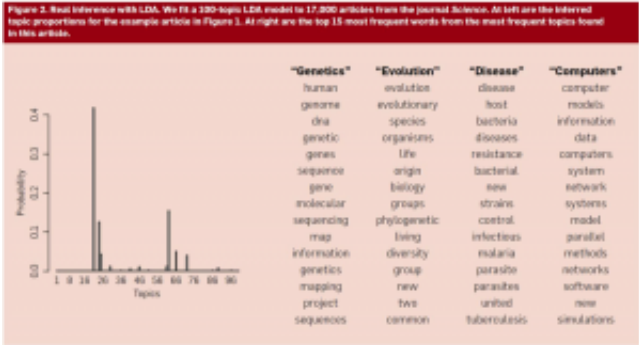 Figure 2. Real inference with LDA. We fit a 100-topic LDA model to 17,000 articles from the journal Science. At left are the inferred
topic proportions for the example article in Figure 1. At right are the top 15 most frequent words from the most frequent topics found
in this article.
"Genetics" "Evolution" "Disease" "Computers"
human evolution disease computer
genome evolutionary host models
dna species bacteria information
genetic organisms diseases data
genes life resistance computers
sequence origin bacterial system
gene biology new network
molecular groups strains systems
sequencing phylogenetic control model
map living infectious parallel
information diversity malaria methods
genetics group parasite networks
mapping new parasites software
project two united new
sequences common tuberculosis simulations
Probability
0.4
0.3
0.2
0.1
0.0
1 8 16 26 36 46 56 66 76 86 96
Topics